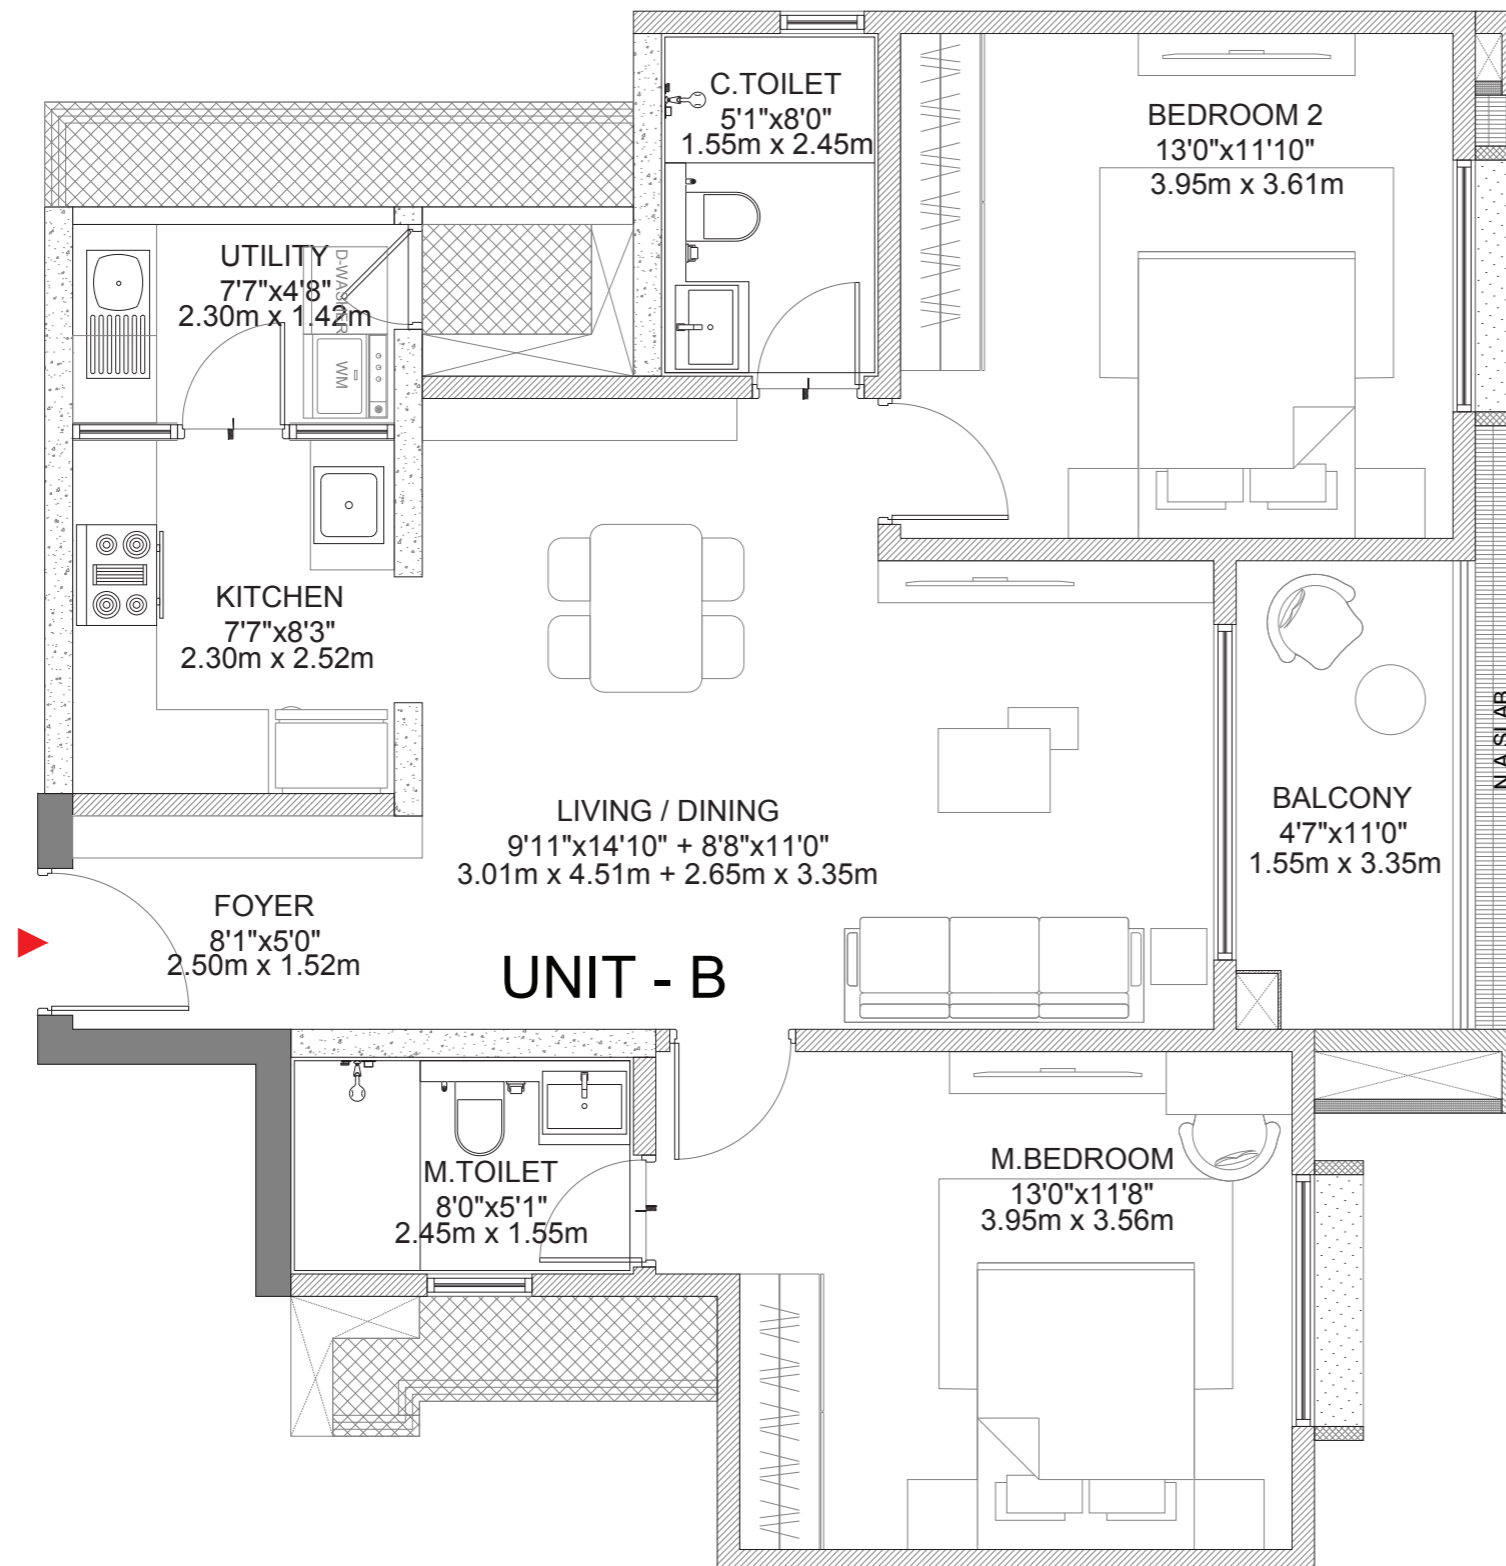 C.TOILET
5'1"x8'0"
1.55m x 2.45m
BEDROOM 2
13'0"x11'10"
3.95m x 3.61m
UTILITY
7'7"x4'8"
2.30m x 1.42m
D-WASHER
WM
KITCHEN
7'7"x8'3"
2.30m x 2.52m
LIVING / DINING
9'11"x14'10" + 8'8"x11'0"
3.01m x 4.51m + 2.65m x 3.35m
BALCONY
4'7"x11'0"
1.55m x 3.35m
N.A.SLAB
FOYER
8'1"x5'0"
2.50m x 1.52m
UNIT - B
M.TOILET
8'0"x5'1"
2.45m x 1.55m
M.BEDROOM
13'0"x11'8"
3.95m x 3.56m